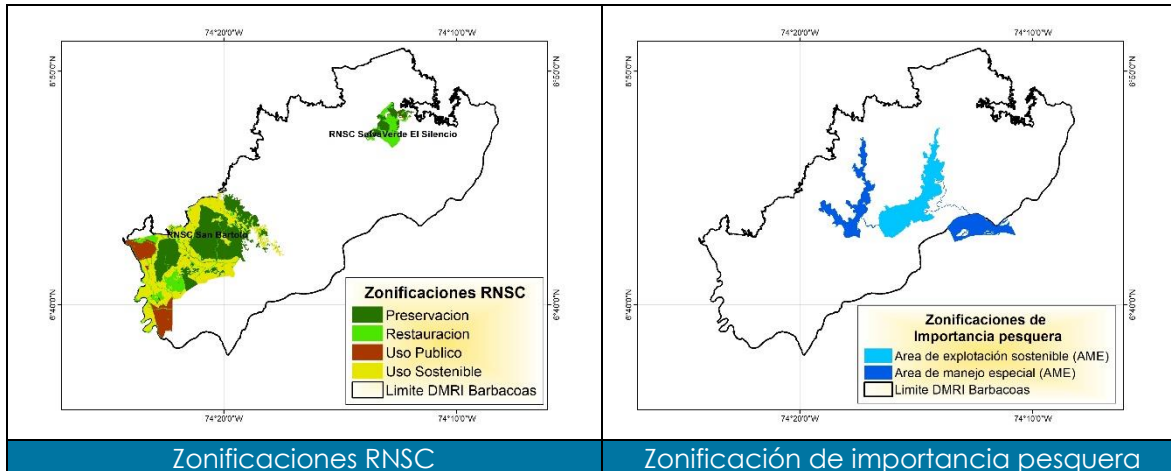 74°20'0"W
74°10'0"W
6°50'0"N
6°50'0"N
RNSC SalvaVerde El Silencio
RNSC San Bartolo
6°40'0"N
6°40'0"N
Zonificaciones RNSC
Preservacion
Restauracion
Uso Publico
Uso Sostenible
Limite DMRI Barbacoas
74°20'0"W
74°10'0"W
Zonificaciones RNSC
74°20'0"W
74°10'0"W
6°50'0"N
6°50'0"N
6°40'0"N
6°40'0"N
Zonificaciones de
Importancia pesquera
Area de explotación sostenible (AME)
Area de manejo especial (AME)
Limite DMRI Barbacoas
74°20'0"W
74°10'0"W
Zonificación de importancia pesquera